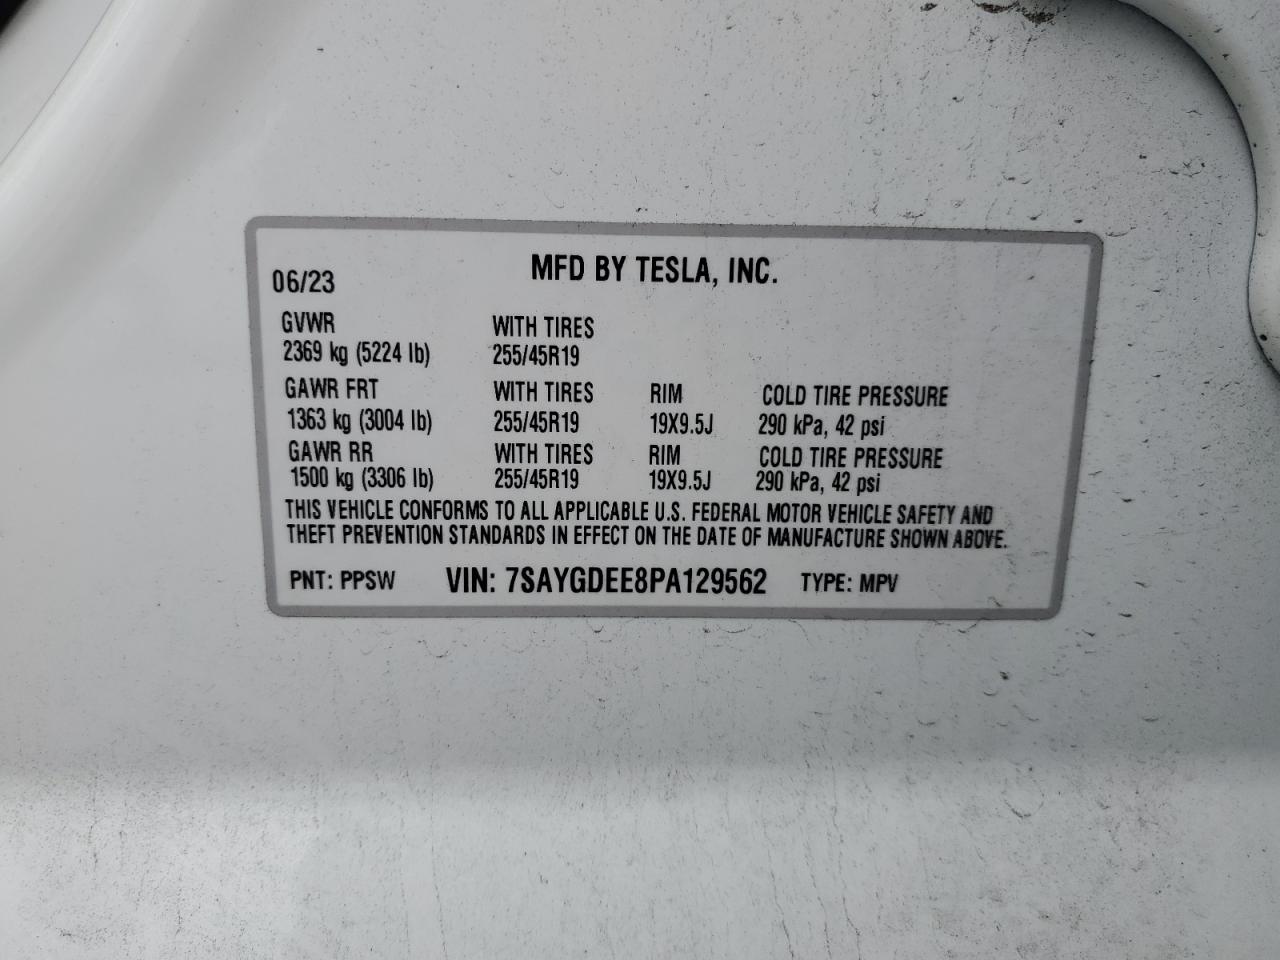 MFD BY TESLA, INC.
06/23
GVWR WITH TIRES
2369 kg (5224 lb) 255/45R19
GAWR FRT WITH TIRES RIM COLD TIRE PRESSURE
1363 kg (3004 lb) 255/45R19 19X9.5J 290 kPa, 42 psi
GAWR RR WITH TIRES RIM COLD TIRE PRESSURE
1500 kg (3306 lb) 255/45R19 19X9.5J 290 kPa, 42 psi
THIS VEHICLE CONFORMS TO ALL APPLICABLE U.S. FEDERAL MOTOR VEHICLE SAFETY AND
THEFT PREVENTION STANDARDS IN EFFECT ON THE DATE OF MANUFACTURE SHOWN ABOVE.
PNT: PPSW VIN: 7SAYGDEE8PA129562 TYPE: MPV